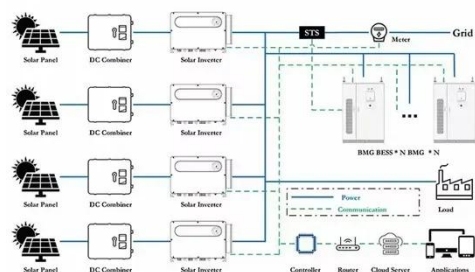 STS
Meter
Grid
Solar Panel
DC Combiner
Solar Inverter
Solar Panel
DC Combiner
Solar Inverter
BMG BESS * N BMG * N
Solar Panel
DC Combiner
Solar Inverter
Power
Communication
Load
Solar Panel
DC Combiner
Solar Inverter
Controller
Router
Cloud Server
Applications